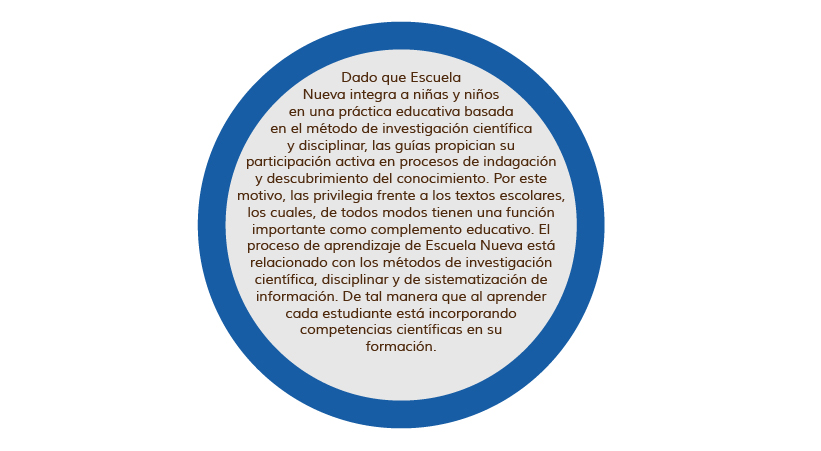 Dado que Escuela
Nueva integra a niñas y niños
en una práctica educativa basada
en el método de investigación científica
y disciplinar, las guías propician su
participación activa en procesos de indagación
y descubrimiento del conocimiento. Por este
motivo, las privilegia frente a los textos escolares,
los cuales, de todos modos tienen una función
importante como complemento educativo. El
proceso de aprendizaje de Escuela Nueva está
relacionado con los métodos de investigación
científica, disciplinar y de sistematización de
información. De tal manera que al aprender
cada estudiante está incorporando
competencias científicas en su
formación.